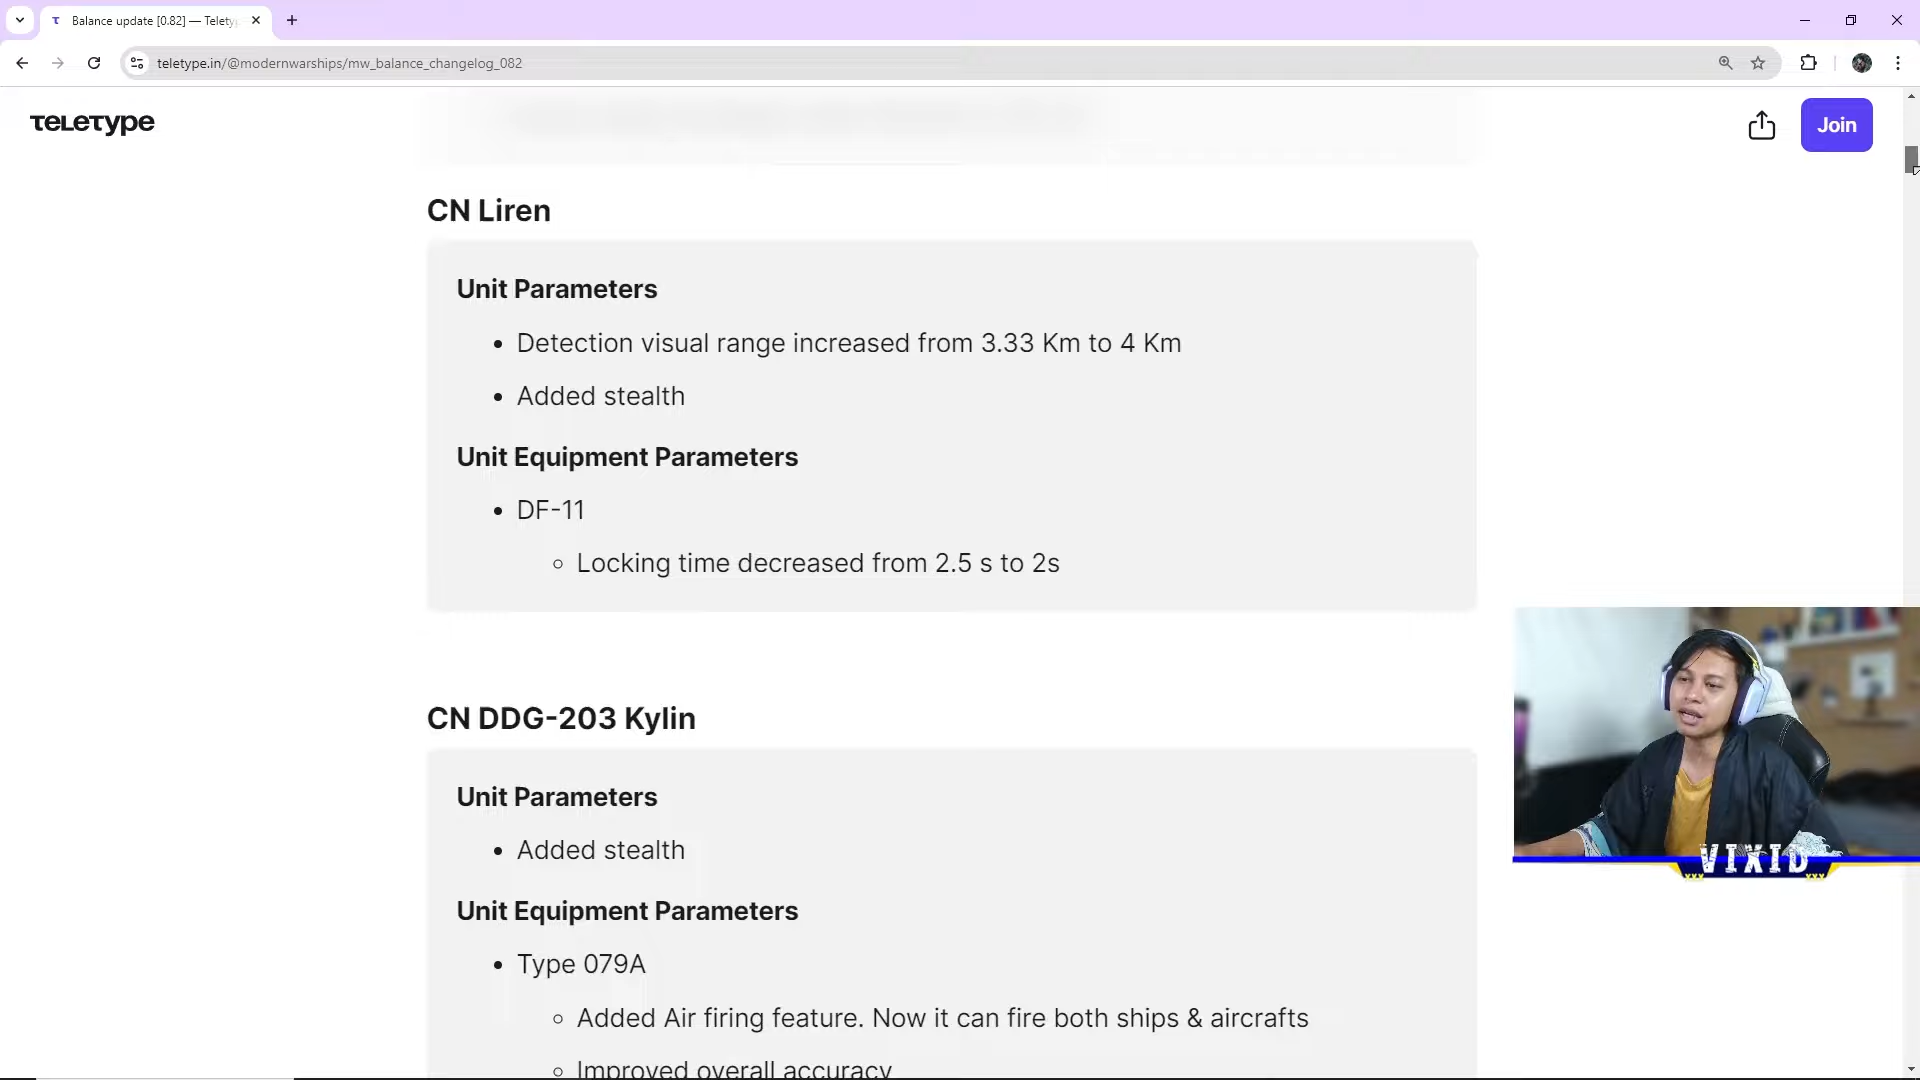 Balance update [0.82] — Telety
teletype.in/@modernwarships/mw_balance_changelog_082
TELETYPE
Join
CN Liren
Unit Parameters
• Detection visual range increased from 3.33 Km to 4 Km
• Added stealth
Unit Equipment Parameters
• DF-11
◦ Locking time decreased from 2.5 s to 2s
CN DDG-203 Kylin
Unit Parameters
• Added stealth
Unit Equipment Parameters
• Type 079A
◦ Added Air firing feature. Now it can fire both ships & aircrafts
◦ Improved overall accuracy
VIXID